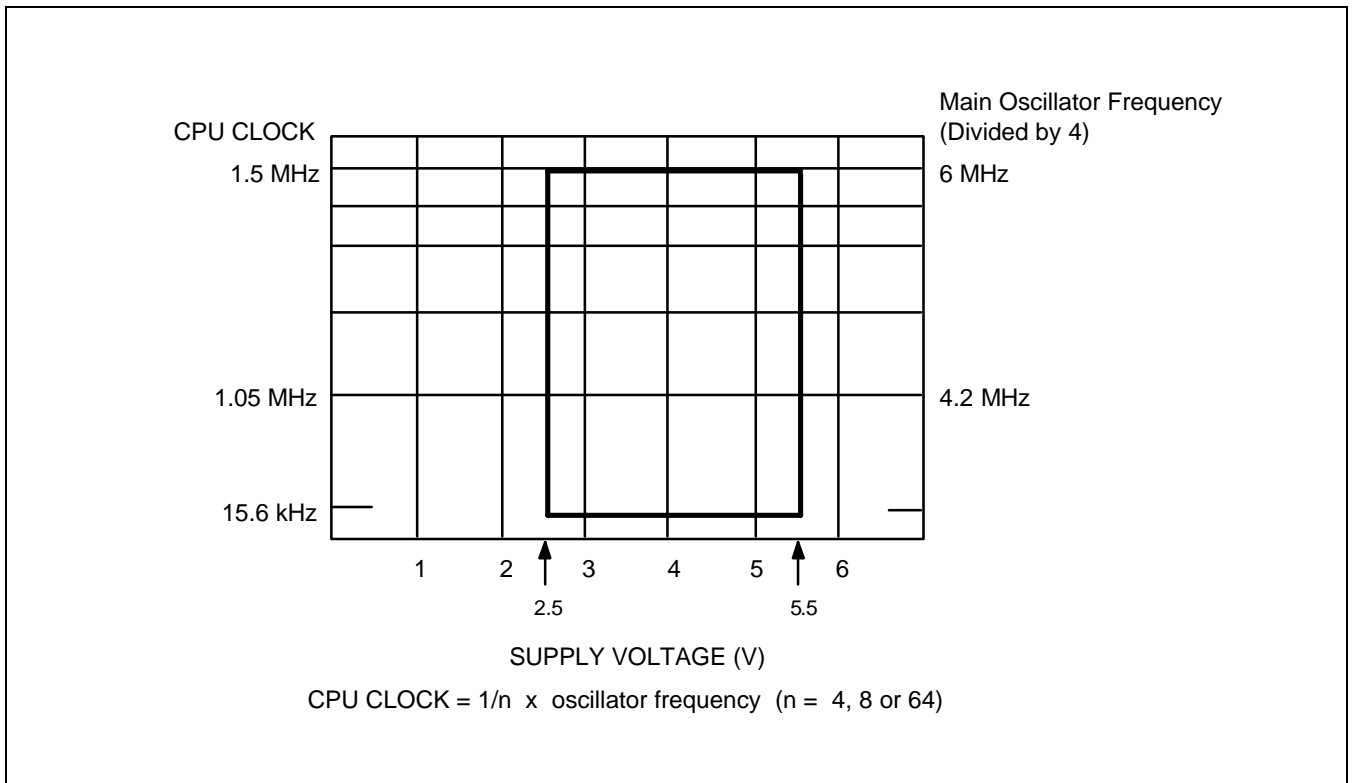 Main Oscillator Frequency
(Divided by 4)
CPU CLOCK
1.5 MHz
6 MHz
1.05 MHz
4.2 MHz
15.6 kHz
1 2 3 4 5 6
2.5 5.5
SUPPLY VOLTAGE (V)
CPU CLOCK = 1/n x oscillator frequency (n = 4, 8 or 64)